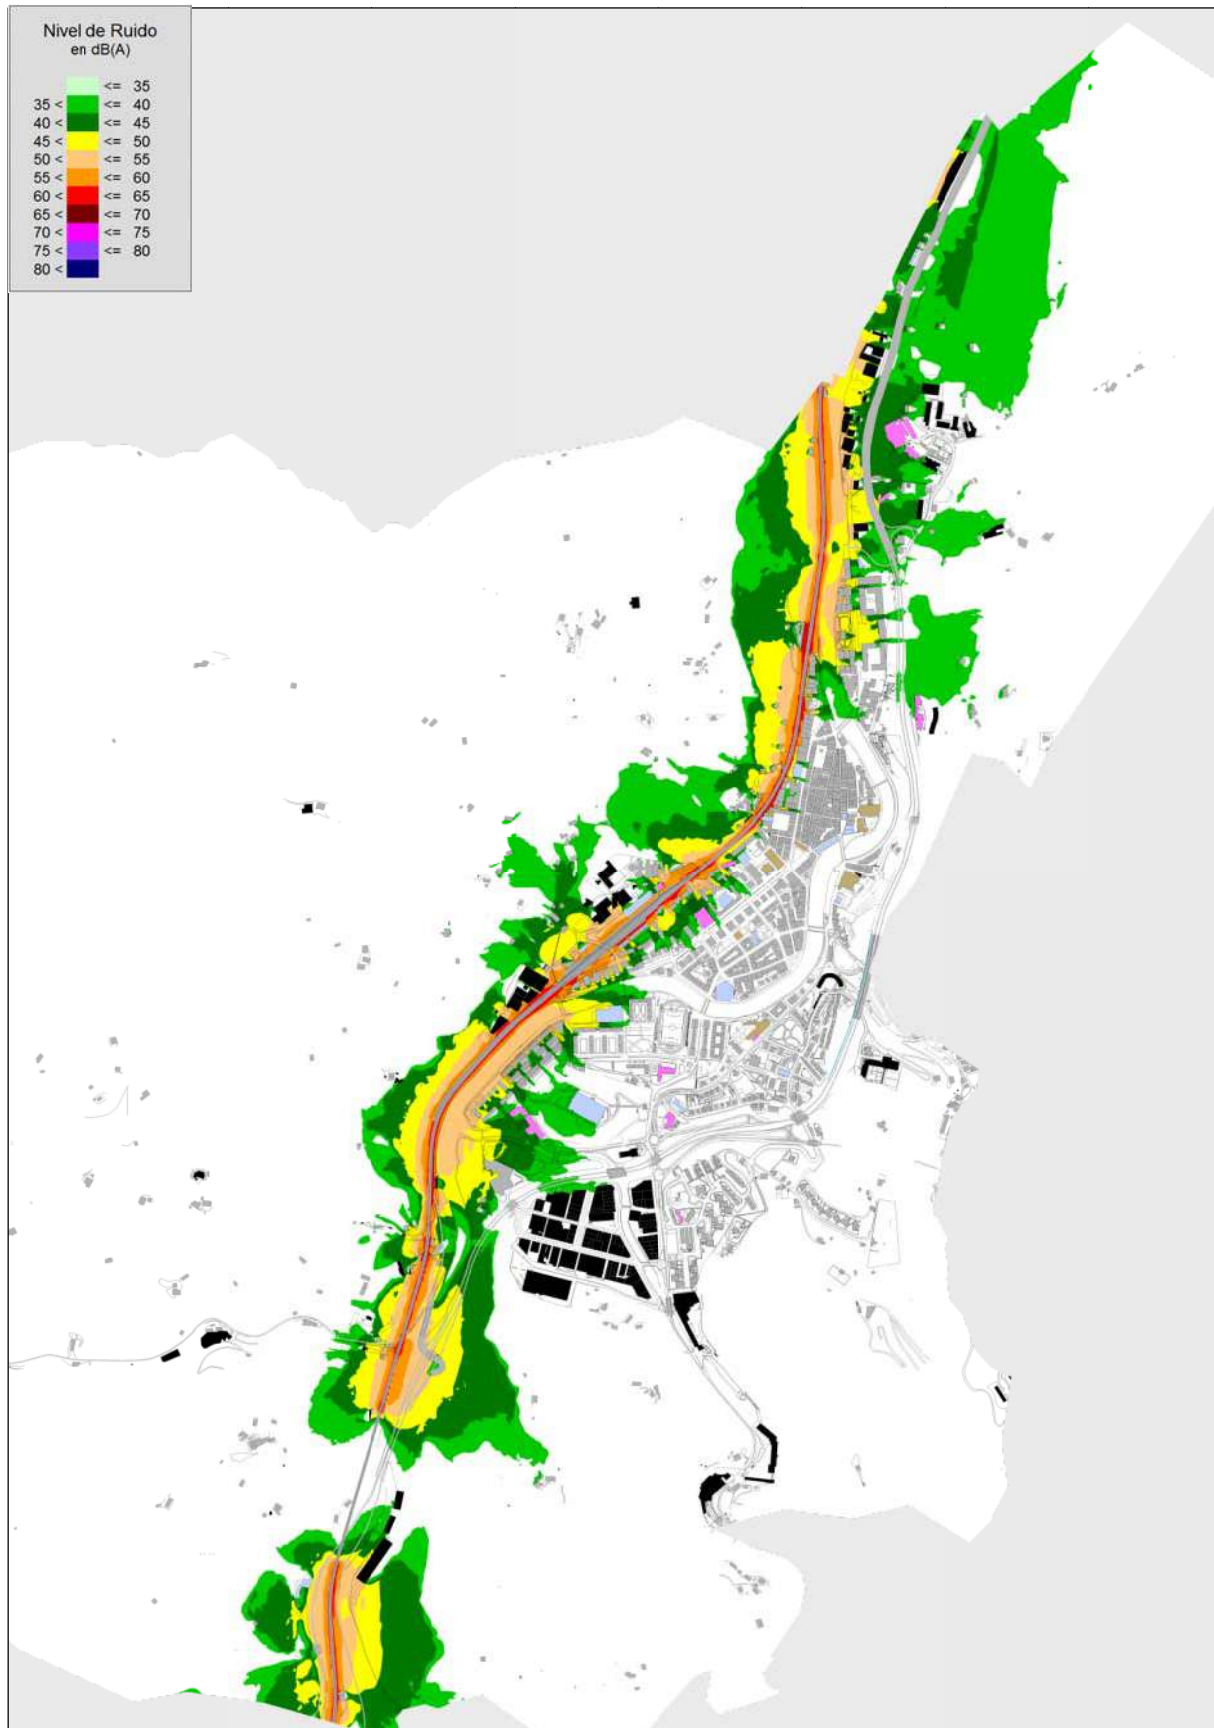 Nivel de Ruido
en dB(A)
<= 35
35 < <= 40
40 < <= 45
45 < <= 50
50 < <= 55
55 < <= 60
60 < <= 65
65 < <= 70
70 < <= 75
75 < <= 80
80 <